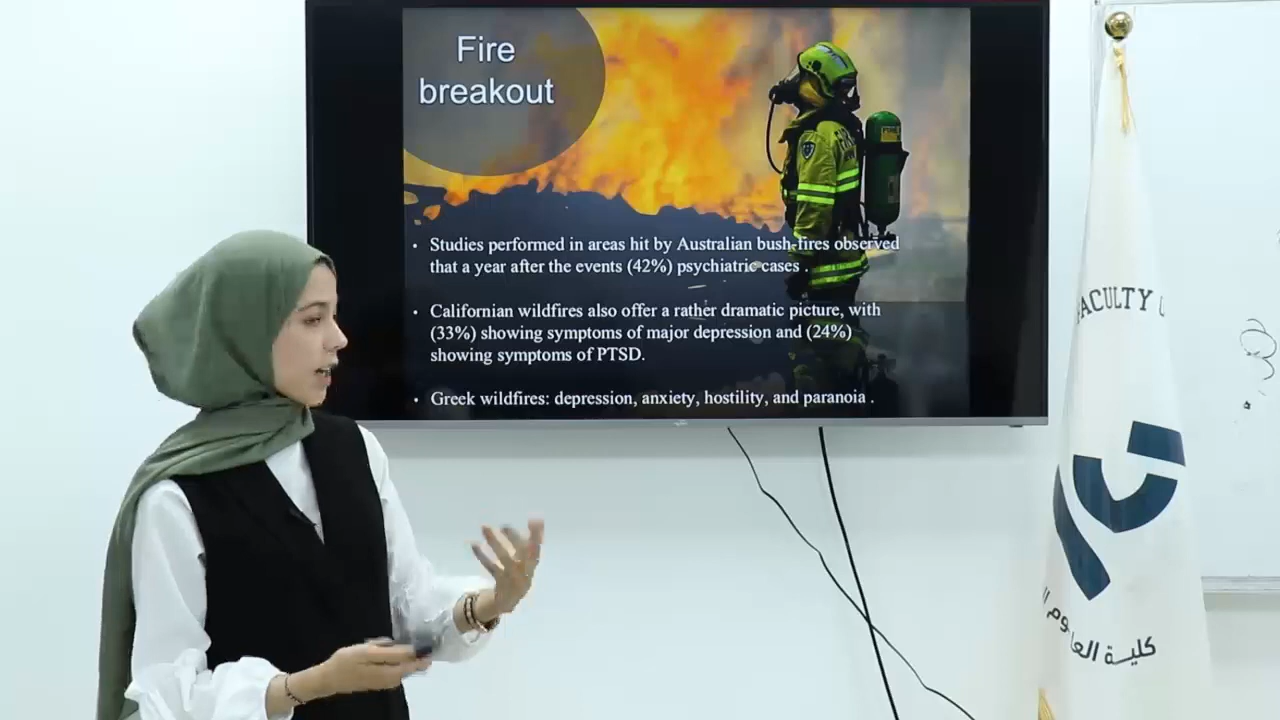 Fire
breakout
• Studies performed in areas hit by Australian bush-fires observed
that a year after the events (42%) psychiatric cases .
• Californian wildfires also offer a rather dramatic picture, with
(33%) showing symptoms of major depression and (24%)
showing symptoms of PTSD.
• Greek wildfires: depression, anxiety, hostility, and paranoia .
ACULTY
كلية